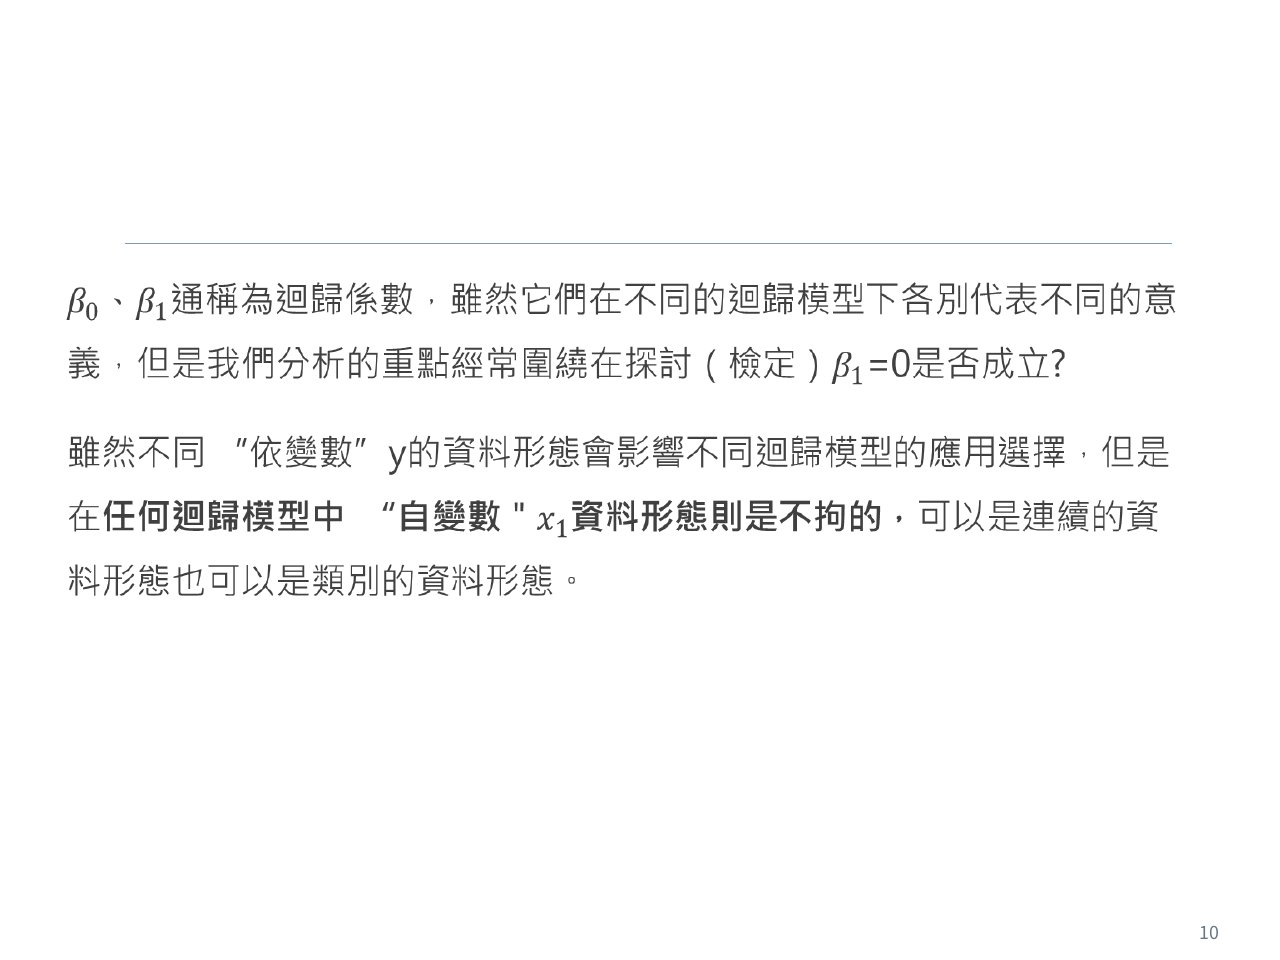 β₀、β₁通稱為迴歸係數，雖然它們在不同的迴歸模型下各別代表不同的意
義，但是我們分析的重點經常圍繞在探討（檢定）β₁=0是否成立?
雖然不同 “依變數” y的資料形態會影響不同迴歸模型的應用選擇，但是
在任何迴歸模型中 “自變數＂x₁資料形態則是不拘的，可以是連續的資
料形態也可以是類別的資料形態。
10